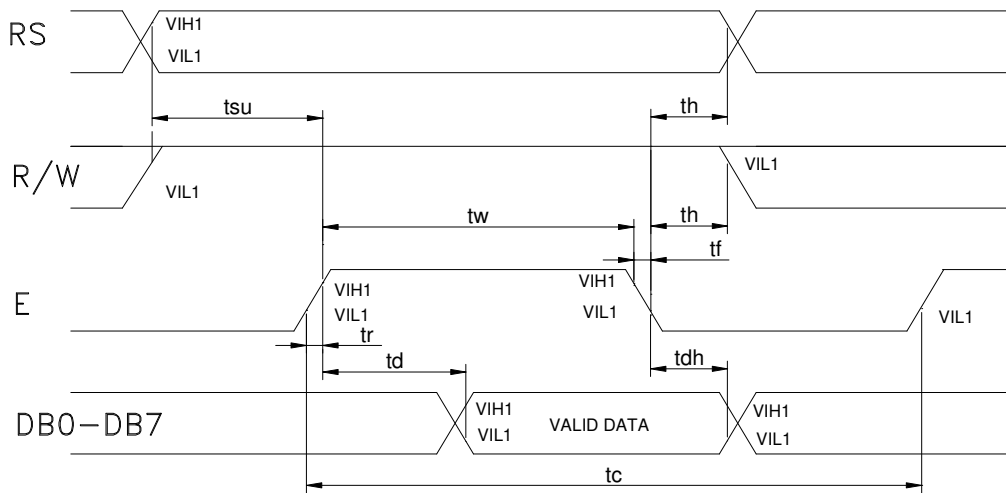 RS
VIH1
VIL1
tsu
th
R/W
VIL1
VIL1
tw
th
tf
E
VIH1
VIL1
VIH1
VIL1
VIL1
tr
td
tdh
DB0-DB7
VIH1
VIL1
VALID DATA
VIH1
VIL1
tc